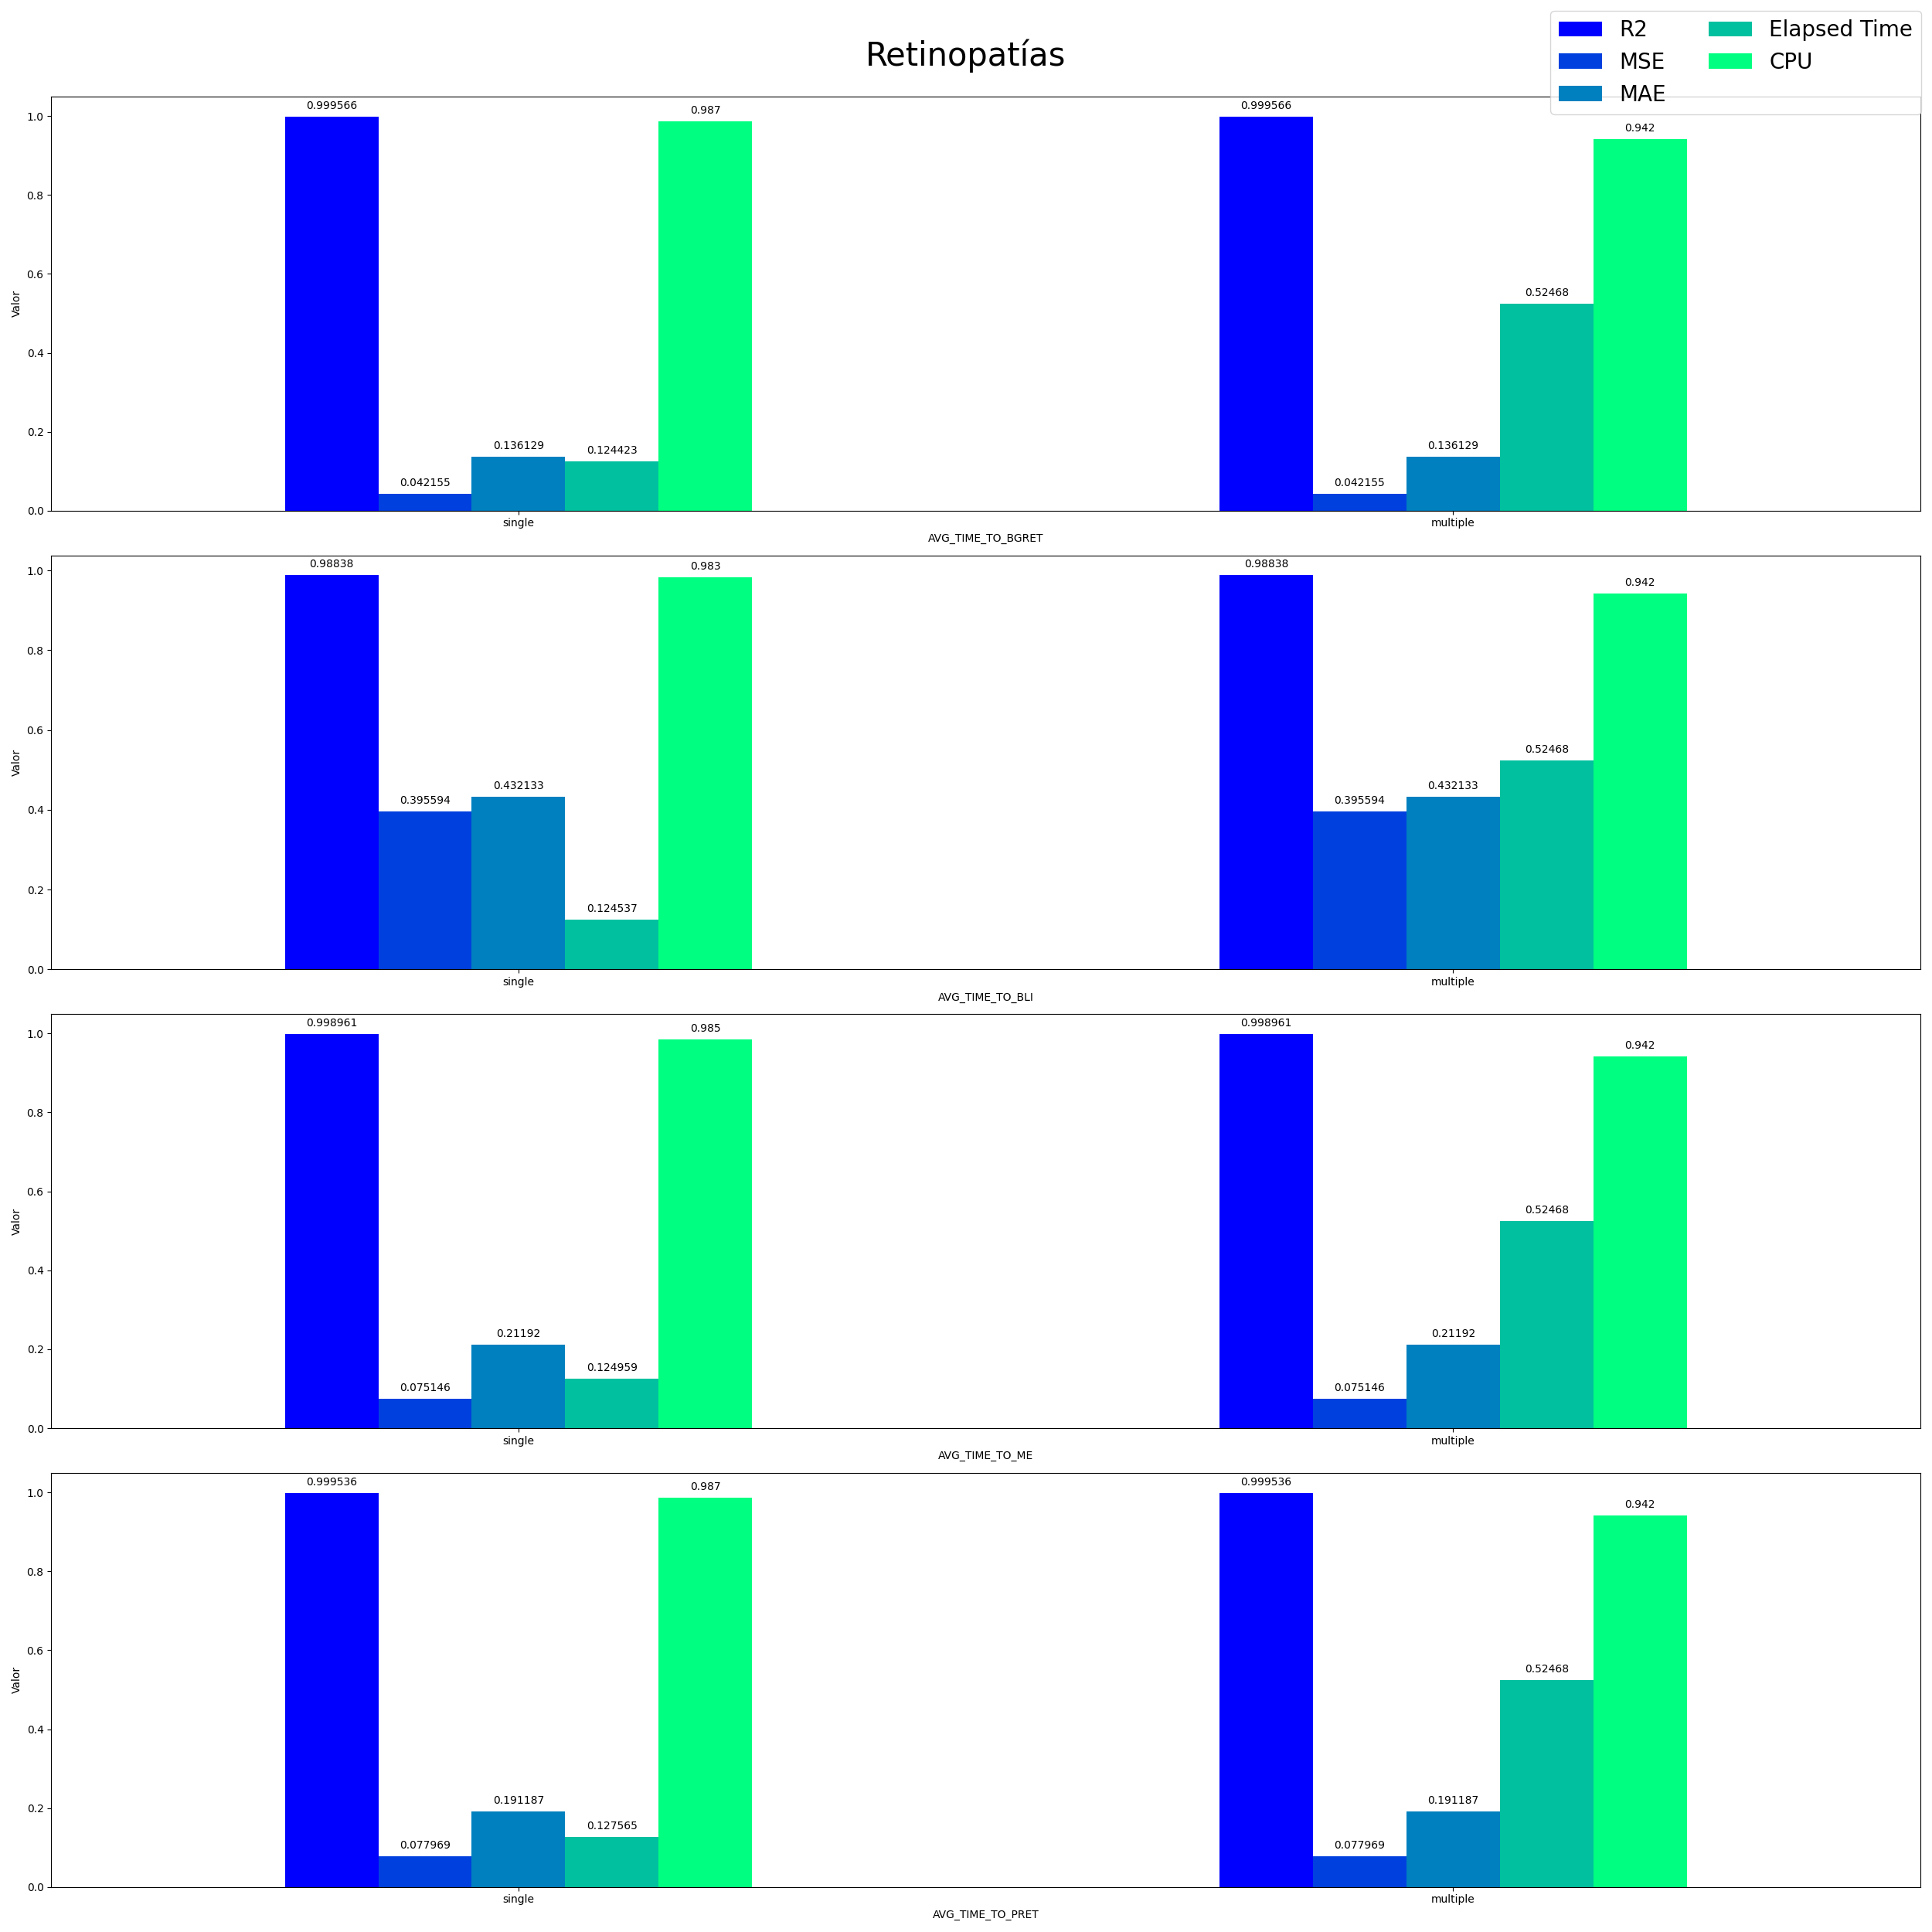 Retinopatías
R2
MSE
MAE
Elapsed Time
CPU
Valor
1.0
0.8
0.6
0.4
0.2
0.0
0.999566
0.042155
0.136129
0.124423
0.987
0.999566
0.042155
0.136129
0.52468
0.942
single
multiple
AVG_TIME_TO_BGRET
Valor
1.0
0.8
0.6
0.4
0.2
0.0
0.98838
0.395594
0.432133
0.124537
0.983
0.98838
0.395594
0.432133
0.52468
0.942
single
multiple
AVG_TIME_TO_BLI
Valor
1.0
0.8
0.6
0.4
0.2
0.0
0.998961
0.075146
0.21192
0.124959
0.985
0.998961
0.075146
0.21192
0.52468
0.942
single
multiple
AVG_TIME_TO_ME
Valor
1.0
0.8
0.6
0.4
0.2
0.0
0.999536
0.077969
0.191187
0.127565
0.987
0.999536
0.077969
0.191187
0.52468
0.942
single
multiple
AVG_TIME_TO_PRET